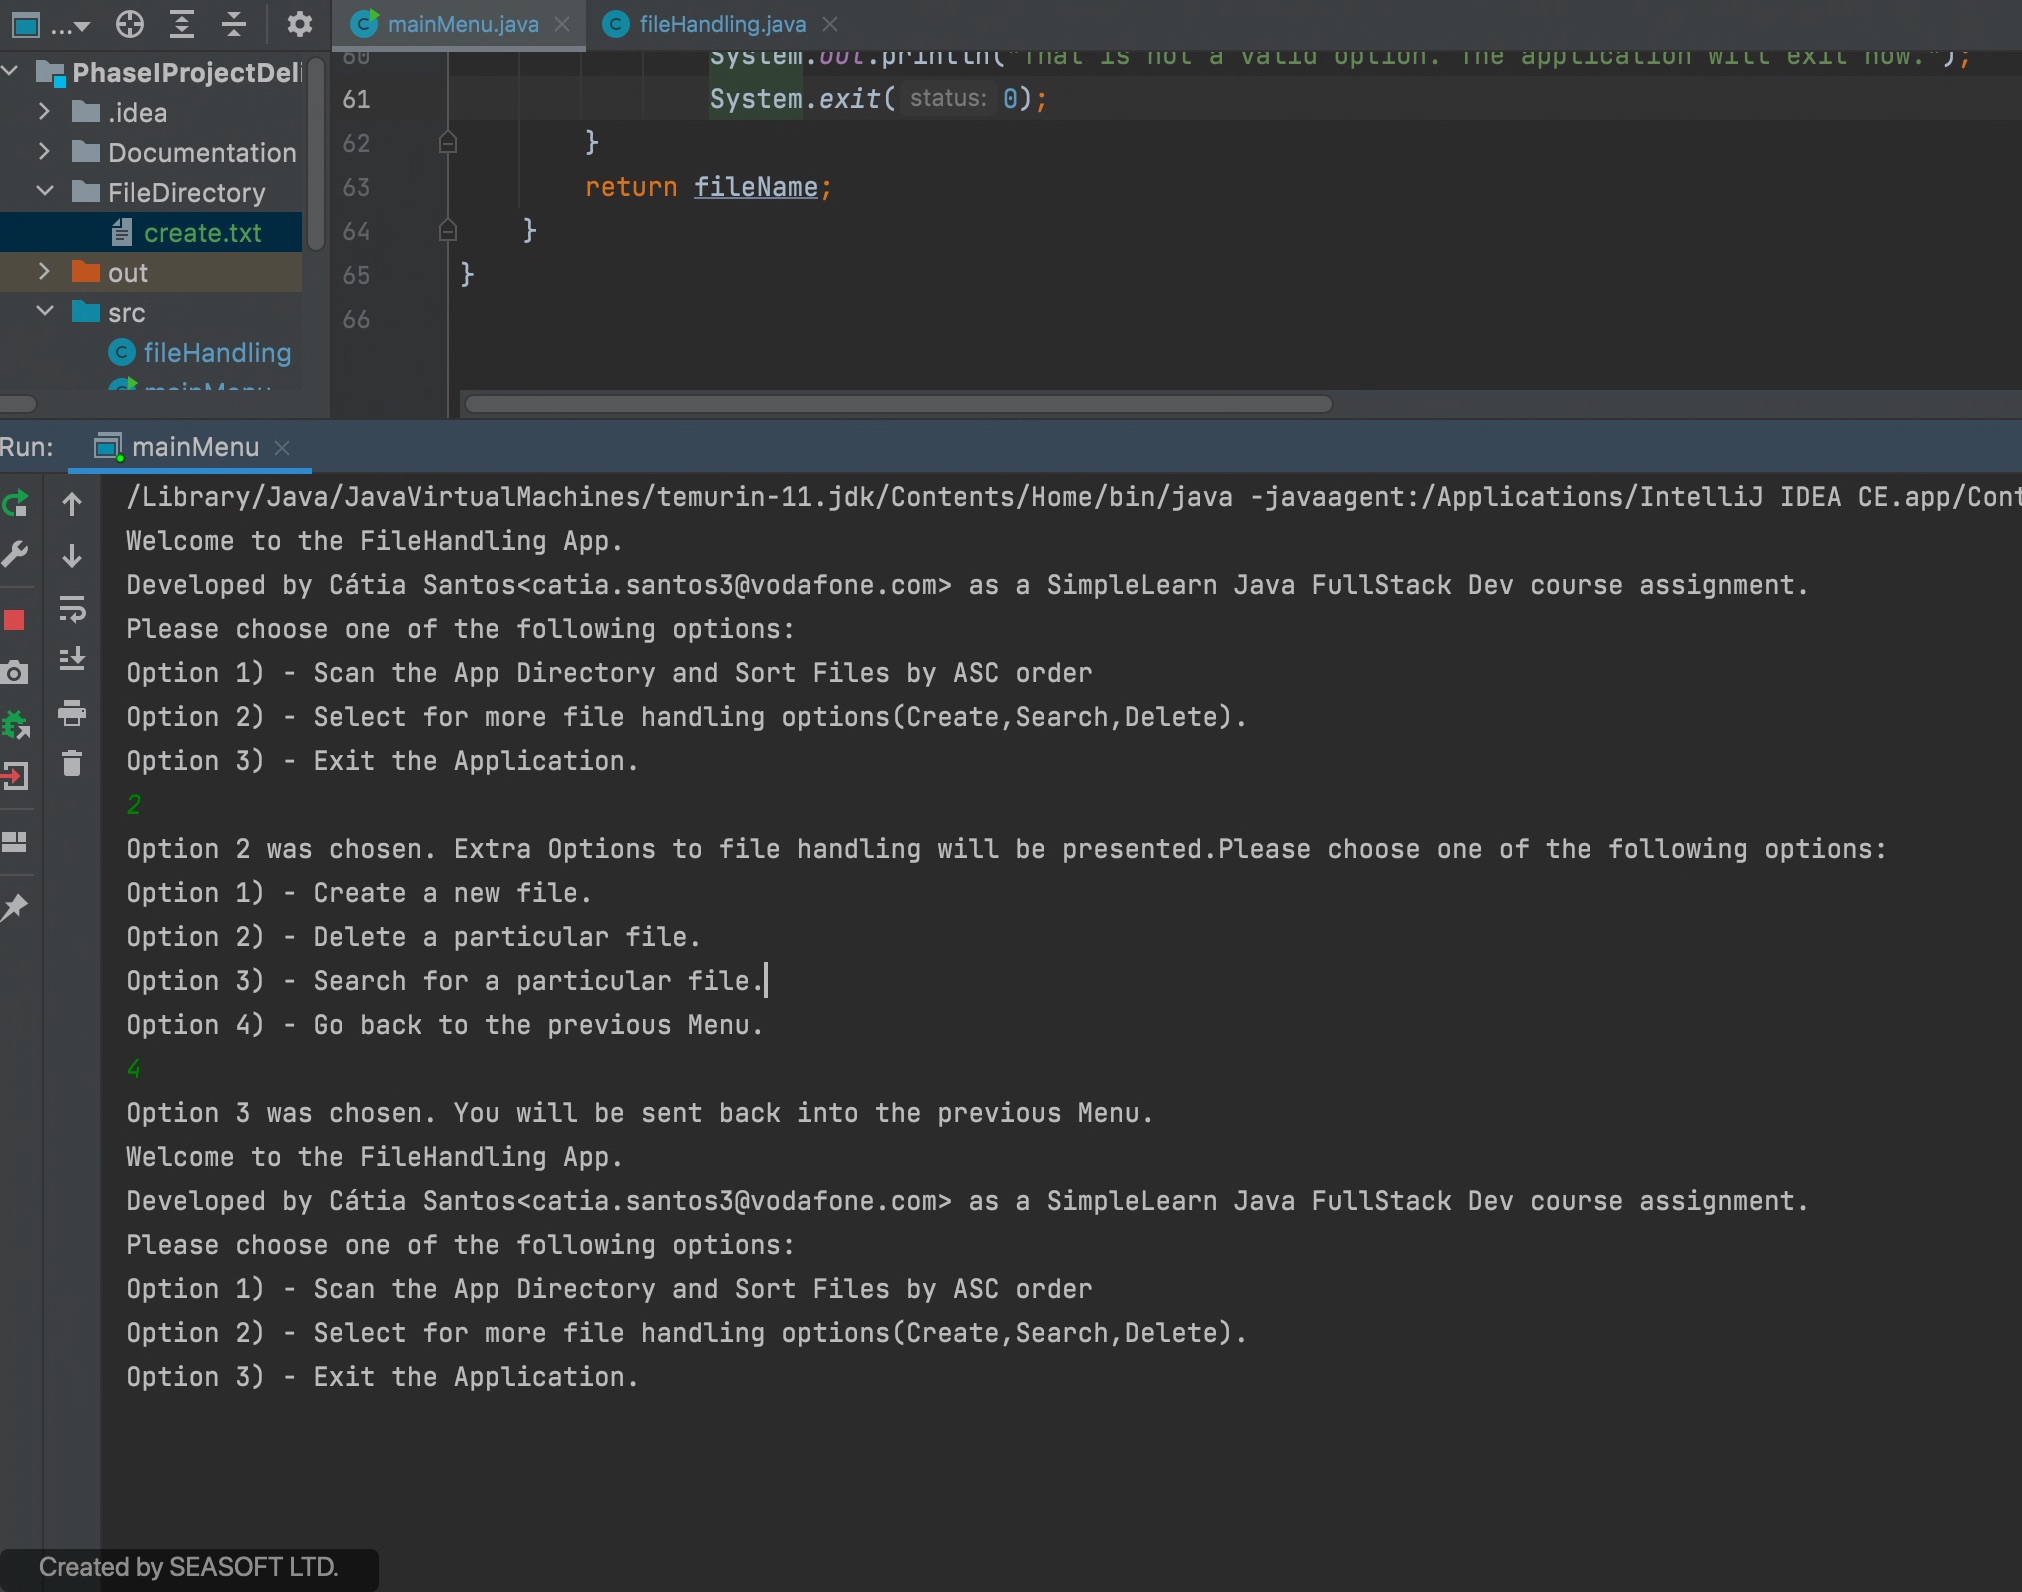 ... mainMenu.java fileHandling.java
PhaseIProjectDeli
.idea
Documentation
FileDirectory
create.txt
out
src
fileHandling
mainMenu
60 System.out.println("That is not a valid option. The application will exit now.");
61 System.exit( status: 0);
62 }
63 return fileName;
64 }
65 }
66
Run: mainMenu
/Library/Java/JavaVirtualMachines/temurin-11.jdk/Contents/Home/bin/java -javaagent:/Applications/IntelliJ IDEA CE.app/Cont
Welcome to the FileHandling App.
Developed by Cátia Santos<catia.santos3@vodafone.com> as a SimpleLearn Java FullStack Dev course assignment.
Please choose one of the following options:
Option 1) - Scan the App Directory and Sort Files by ASC order
Option 2) - Select for more file handling options(Create,Search,Delete).
Option 3) - Exit the Application.
2
Option 2 was chosen. Extra Options to file handling will be presented.Please choose one of the following options:
Option 1) - Create a new file.
Option 2) - Delete a particular file.
Option 3) - Search for a particular file.
Option 4) - Go back to the previous Menu.
4
Option 3 was chosen. You will be sent back into the previous Menu.
Welcome to the FileHandling App.
Developed by Cátia Santos<catia.santos3@vodafone.com> as a SimpleLearn Java FullStack Dev course assignment.
Please choose one of the following options:
Option 1) - Scan the App Directory and Sort Files by ASC order
Option 2) - Select for more file handling options(Create,Search,Delete).
Option 3) - Exit the Application.
Created by SEASOFT LTD.